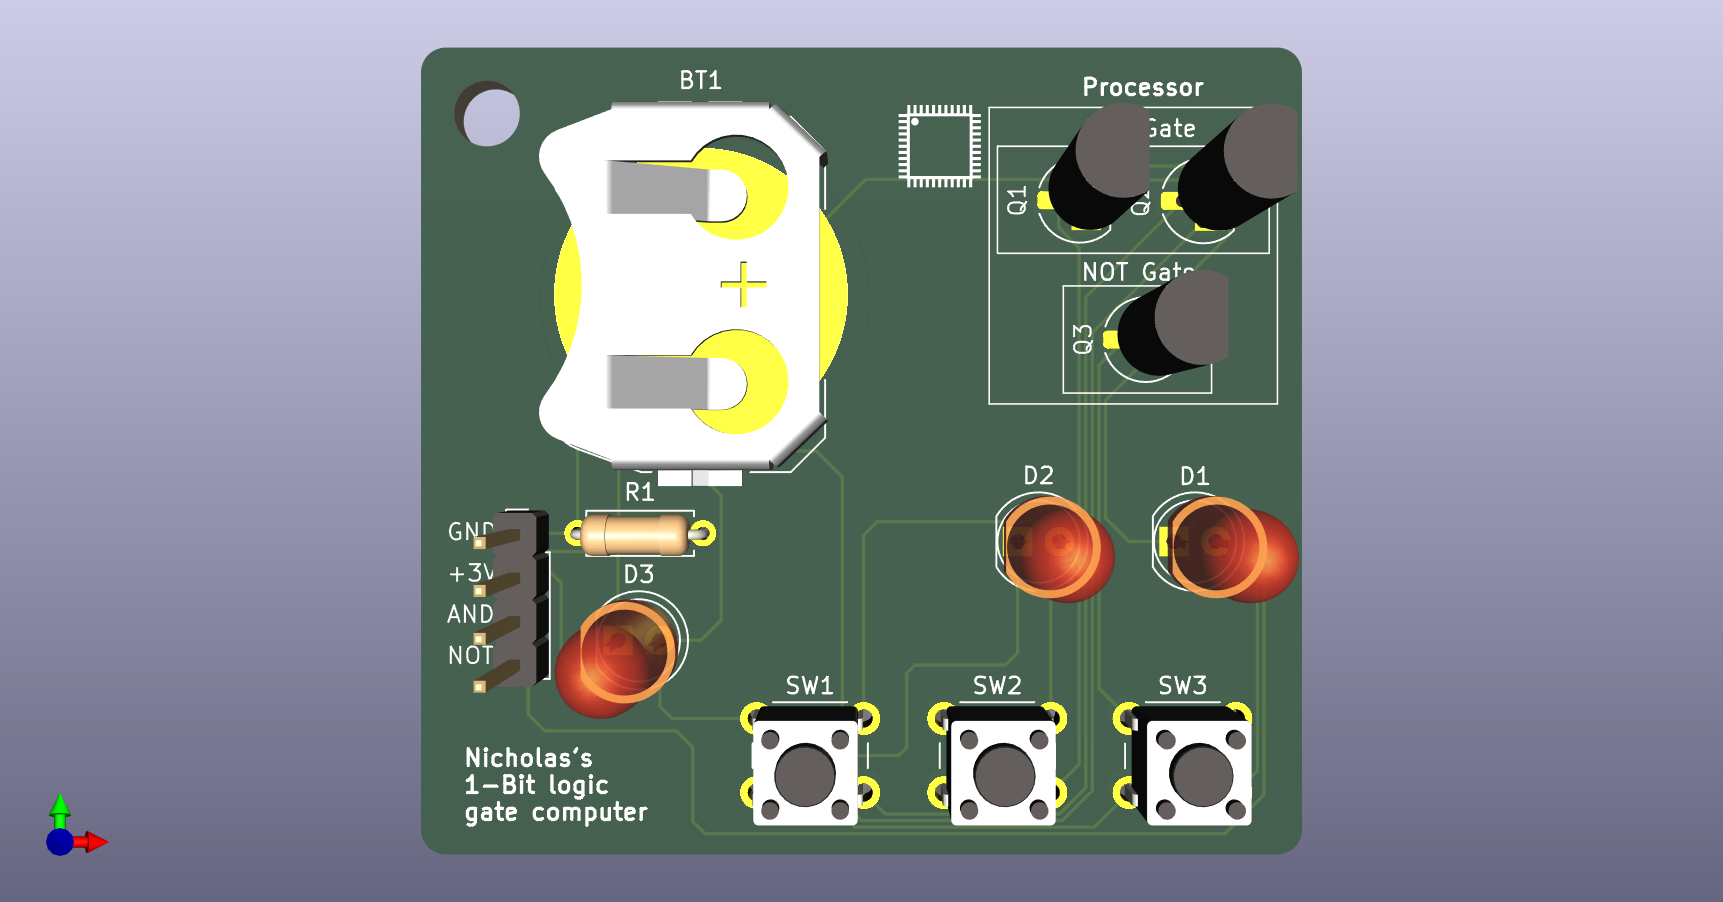 BT1
Processor
Gate
Q1
NOT Gate
Q3
R1
D2
D1
GND
+3V
D3
AND
NOT
SW1
SW2
SW3
Nicholas's
1-Bit logic
gate computer